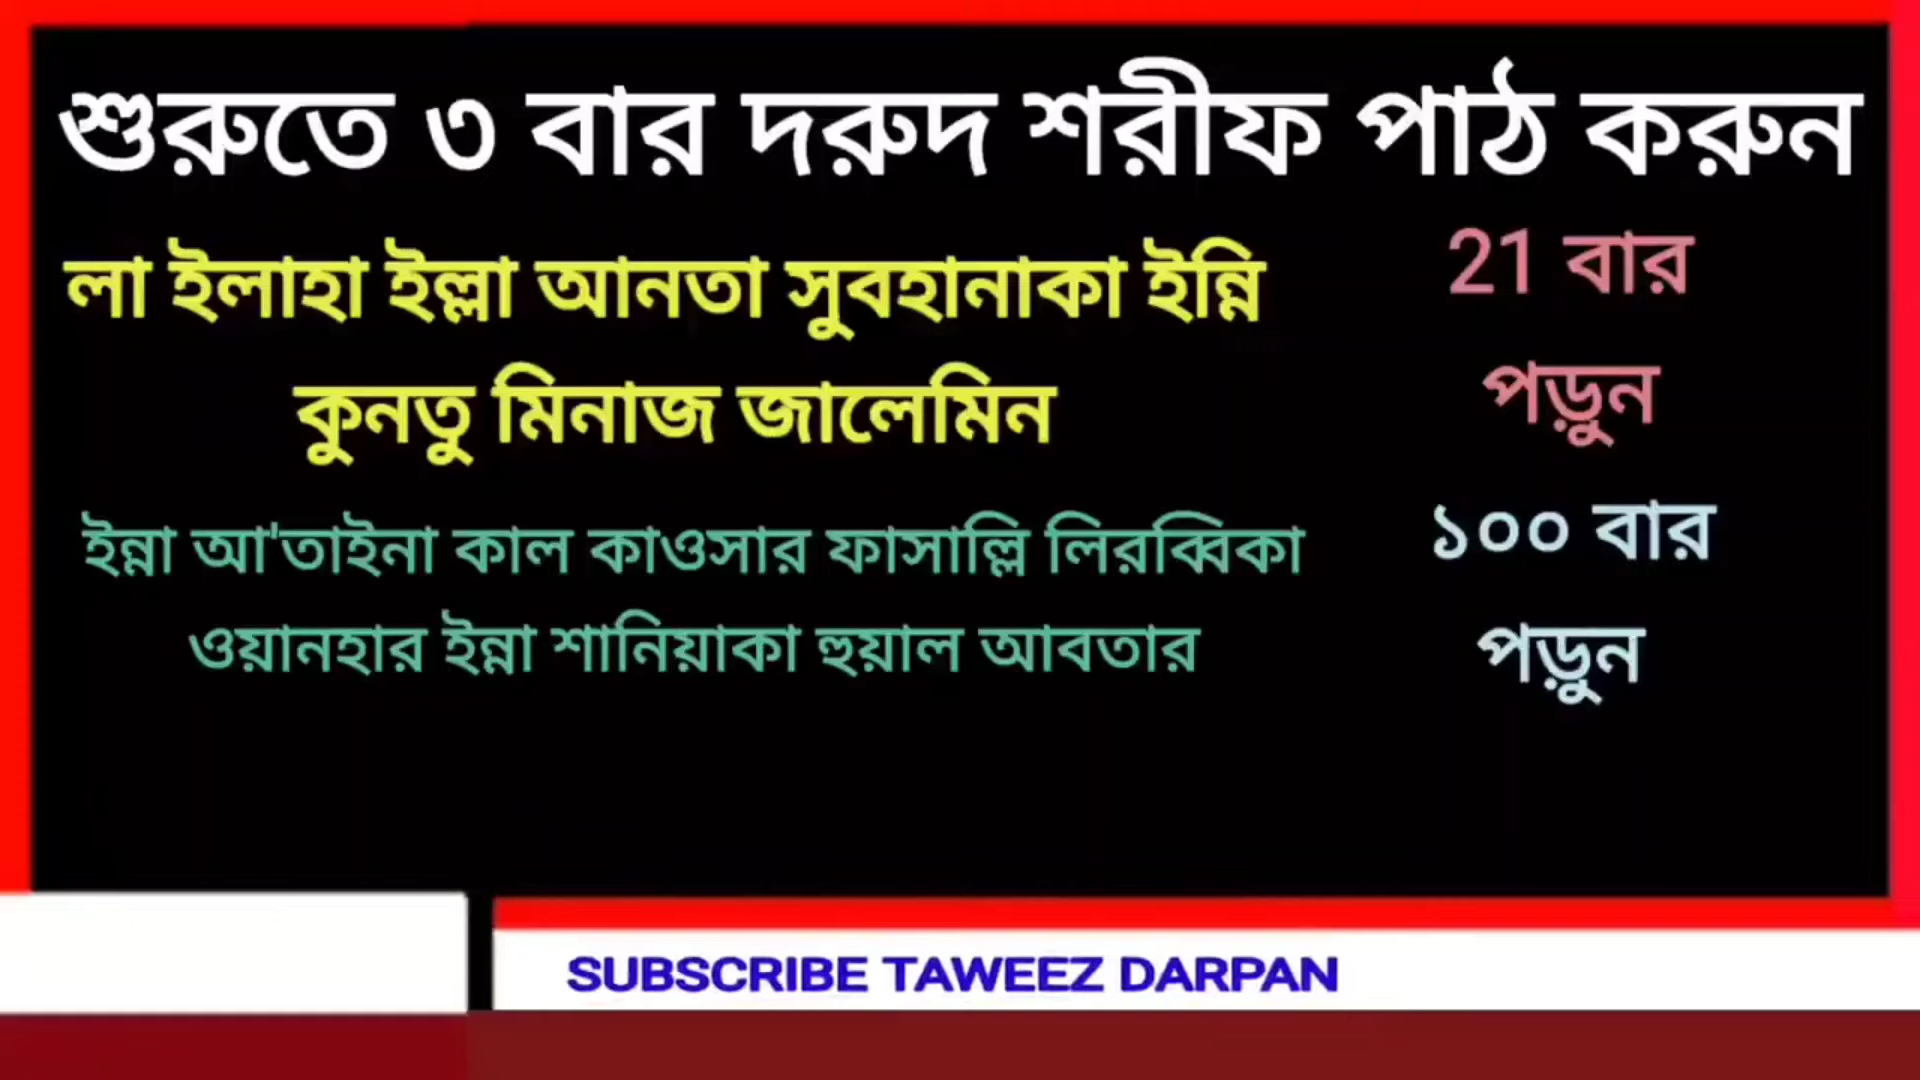 শুরুতে ৩ বার দরুদ শরীফ পাঠ করুন
লা ইলাহা ইল্লা আনতা সুবহানাকা ইন্নি
কুনতু মিনাজ জালেমিন
21 বার
পড়ুন
ইন্না আ'তাইনা কাল কাওসার ফাসাল্লি লিরব্বিকা
ওয়ানহার ইন্না শানিয়াকা হুয়াল আবতার
১০০ বার
পড়ুন
SUBSCRIBE TAWEEZ DARPAN